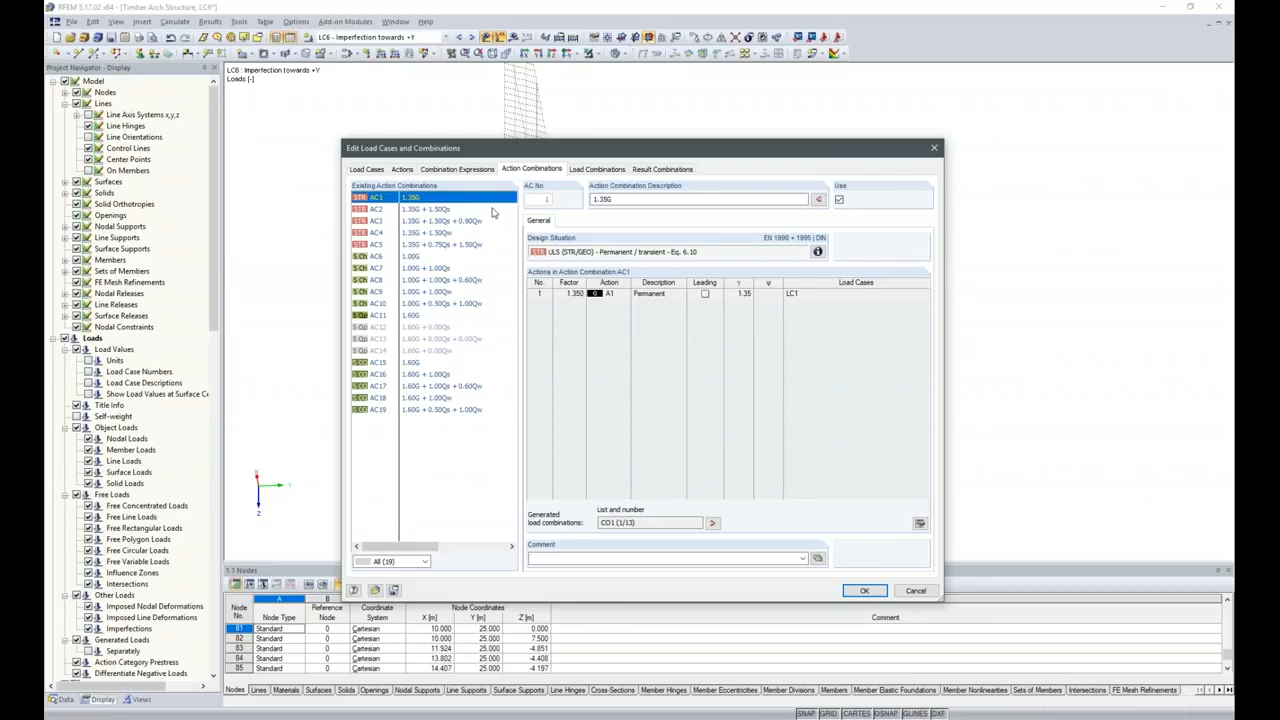 RFEM 5.17.02 x64 - [Timber Arch Structure, LC6*]
File Edit View Insert Calculate Results Tools Table Options Add-on Modules Window Help
LC6 - Imperfection towards +Y
Project Navigator - Display
Model
Nodes
Lines
Line Axis Systems x,y,z
Line Hinges
Line Orientations
Control Lines
Center Points
On Members
Surfaces
Solids
Solid Orthotropies
Openings
Nodal Supports
Line Supports
Surface Supports
Members
Sets of Members
FE Mesh Refinements
Nodal Releases
Line Releases
Surface Releases
Nodal Constraints
Loads
Load Values
Units
Load Case Numbers
Load Case Descriptions
Show Load Values at Surface Ce
Title Info
Self-weight
Object Loads
Nodal Loads
Member Loads
Line Loads
Surface Loads
Solid Loads
Free Loads
Free Concentrated Loads
Free Line Loads
Free Rectangular Loads
Free Polygon Loads
Free Circular Loads
Free Variable Loads
Influence Zones
Intersections
Other Loads
Imposed Nodal Deformations
Imposed Line Deformations
Imperfections
Generated Loads
Separately
Action Category Prestress
Differentiate Negative Loads
Data Display Views
LC6 : Imperfection towards +Y
Loads [-]
Y
Z
Edit Load Cases and Combinations
Load Cases Actions Combination Expressions Action Combinations Load Combinations Result Combinations
Existing Action Combinations
STR AC1 1.35G
STR AC2 1.35G + 1.50Qs
STR AC3 1.35G + 1.50Qs + 0.90Qw
STR AC4 1.35G + 1.50Qw
STR AC5 1.35G + 0.75Qs + 1.50Qw
S Ch AC6 1.00G
S Ch AC7 1.00G + 1.00Qs
S Ch AC8 1.00G + 1.00Qs + 0.60Qw
S Ch AC9 1.00G + 1.00Qw
S Ch AC10 1.00G + 0.50Qs + 1.00Qw
S Qp AC11 1.60G
S Qp AC12 1.60G + 0.00Qs
S Qp AC13 1.60G + 0.00Qs + 0.00Qw
S Qp AC14 1.60G + 0.00Qw
AC15 1.60G
AC16 1.60G + 1.00Qs
AC17 1.60G + 1.00Qs + 0.60Qw
AC18 1.60G + 1.00Qw
AC19 1.60G + 0.50Qs + 1.00Qw
All (19)
AC No.
1
Action Combination Description
1.35G
Use
General
Design Situation EN 1990 + 1995 | DIN
STR ULS (STR/GEO) - Permanent / transient - Eq. 6.10
Actions in Action Combination AC1
No. Factor Action Description Leading γ ψ Load Cases
1 1.350 G A1 Permanent 1.35 LC1
Generated load combinations:
List and number
CO1 (1/13)
Comment
OK Cancel
1.1 Nodes
A B
Node No. Node Type Reference Node Coordinate System Node Coordinates X [m] Y [m] Z [m] Comment
81 Standard 0 Cartesian 10.000 25.000 0.000
82 Standard 0 Cartesian 10.000 25.000 7.500
83 Standard 0 Cartesian 11.924 25.000 -4.851
84 Standard 0 Cartesian 13.802 25.000 -4.408
85 Standard 0 Cartesian 14.407 25.000 -4.197
Nodes Lines Materials Surfaces Solids Openings Nodal Supports Line Supports Surface Supports Line Hinges Cross-Sections Member Hinges Member Eccentricities Member Divisions Members Member Elastic Foundations Member Nonlinearities Sets of Members Intersections FE Mesh Refinements
SNAP GRID CARTES OSNAP GLINES DXF